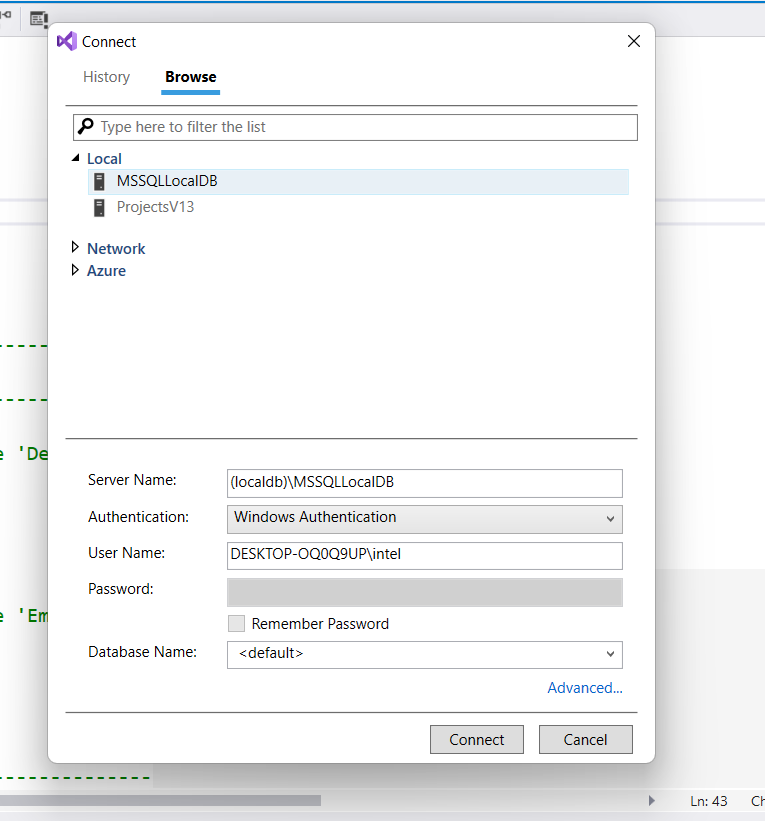 Connect
History Browse
Type here to filter the list
Local
MSSQLLocalDB
ProjectsV13
Network
Azure
--------
--------
e 'De
Server Name: (localdb)\MSSQLLocalDB
Authentication: Windows Authentication
User Name: DESKTOP-OQ0Q9UP\intel
Password:
e 'Em
Remember Password
Database Name: <default>
Advanced...
Connect Cancel
---------------
Ln: 43 Ch